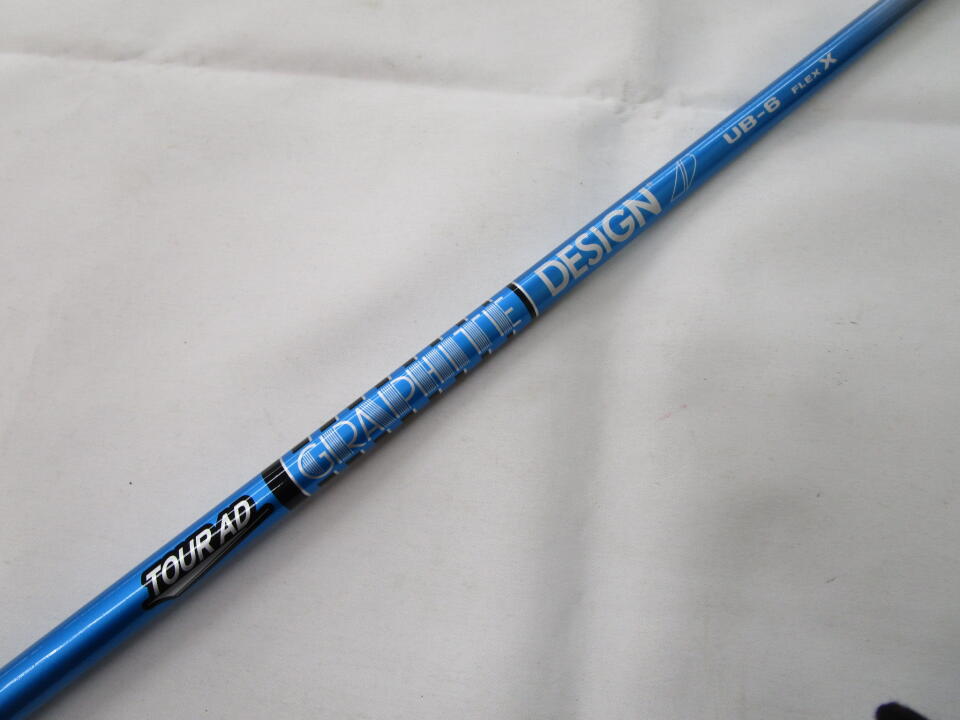 TOUR AD
GRAPHITE DESIGN
UB-6 FLEX X